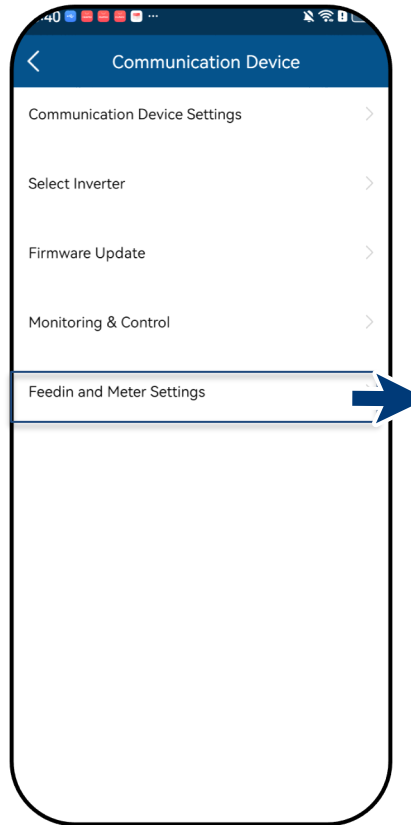 Communication Device
Communication Device Settings
Select Inverter
Firmware Update
Monitoring & Control
Feedin and Meter Settings